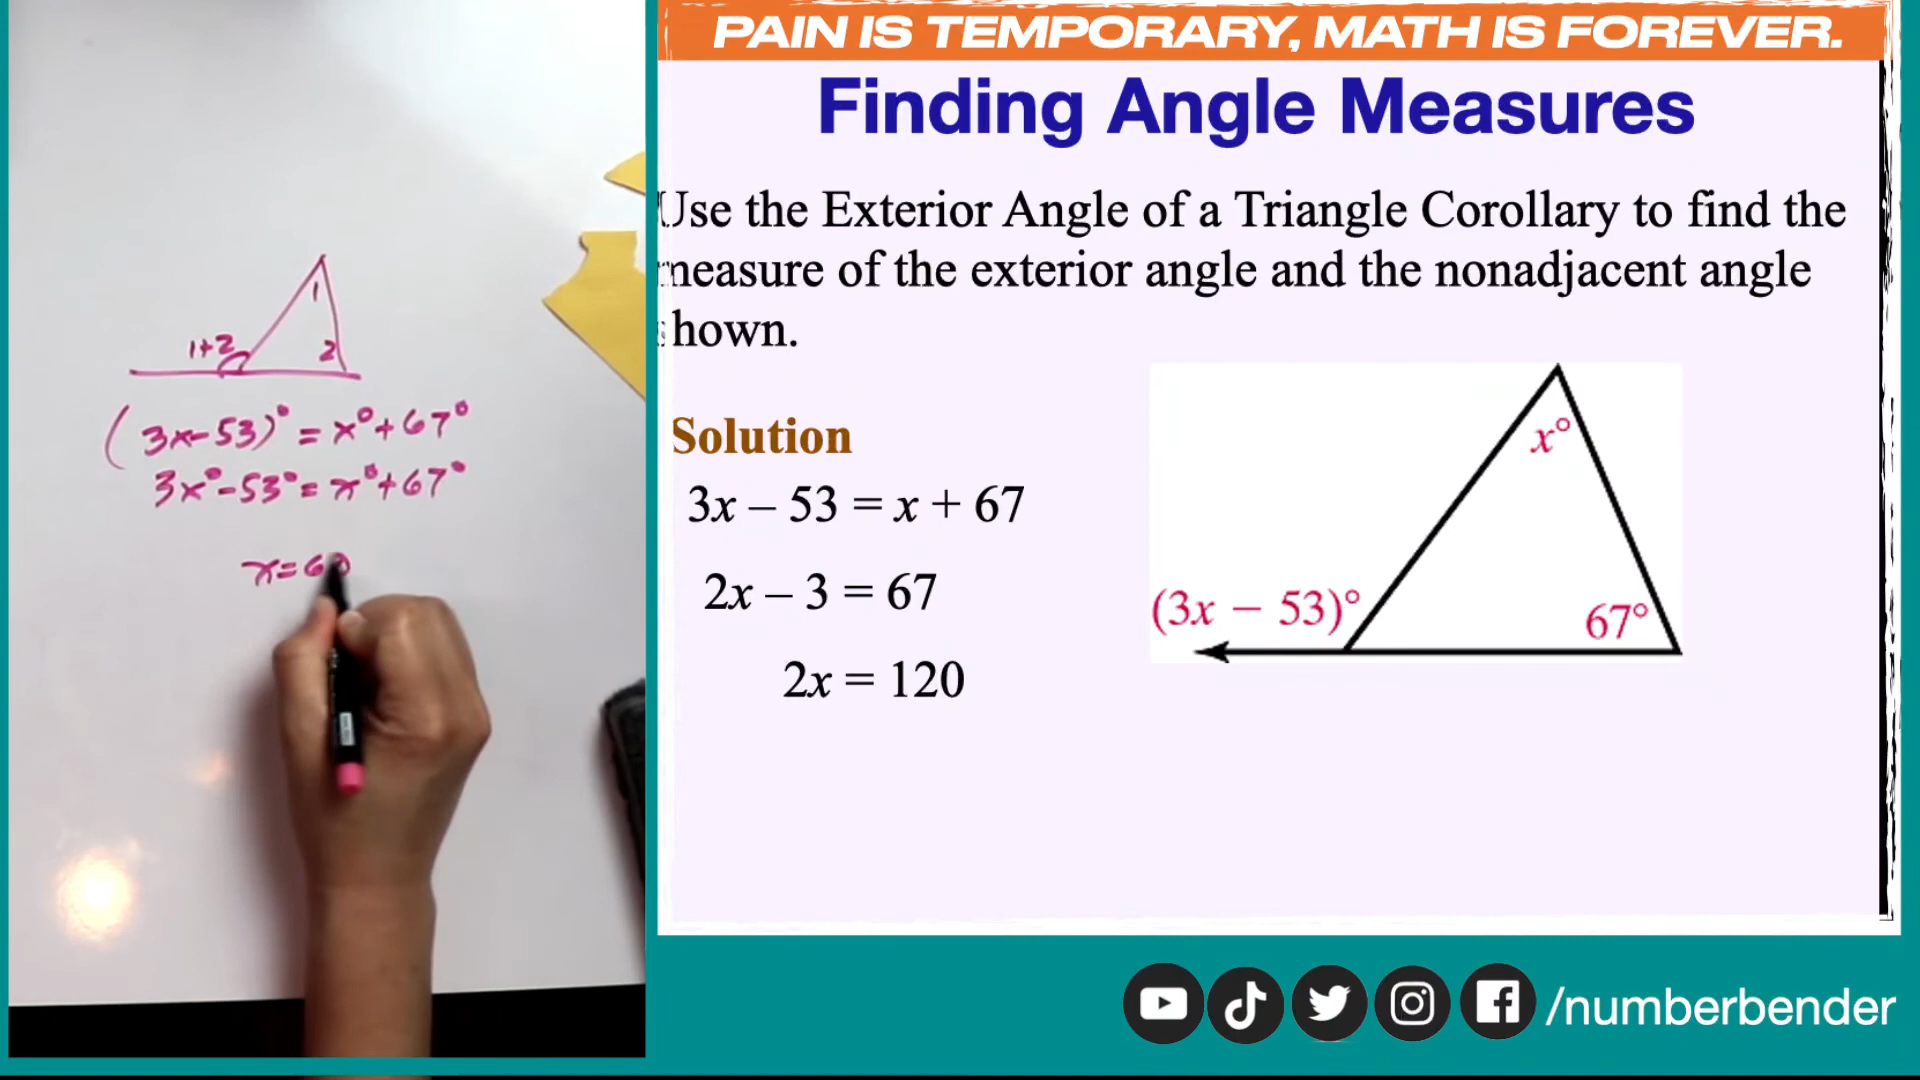 PAIN IS TEMPORARY, MATH IS FOREVER.
Finding Angle Measures
Use the Exterior Angle of a Triangle Corollary to find the
measure of the exterior angle and the nonadjacent angle
shown.
Solution
3x – 53 = x + 67
2x – 3 = 67
2x = 120
x°
(3x – 53)°
67°
1
1+2
2
(3x-53)° = x°+67°
3x°-53°= x°+67°
x=60
/numberbender